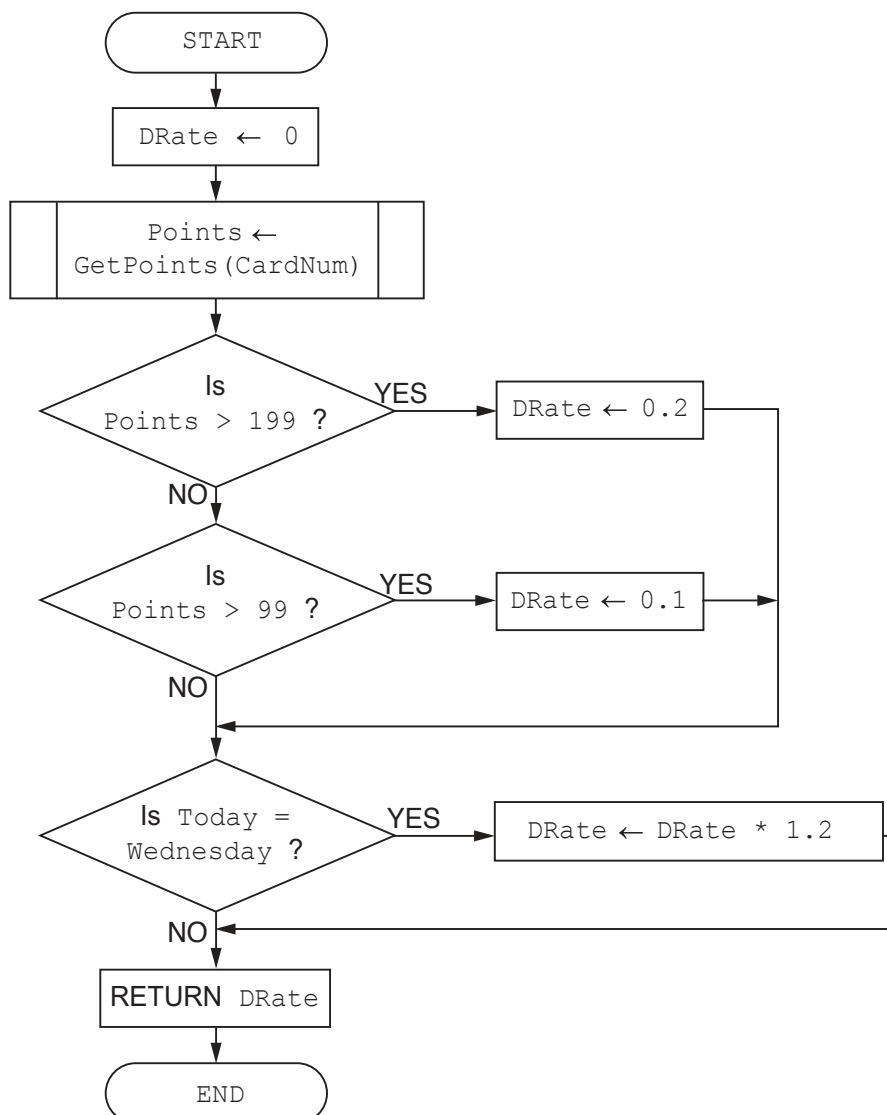 START
DRate ← 0
Points ←
GetPoints(CardNum)
Is
Points > 199 ?
YES
DRate ← 0.2
NO
Is
Points > 99 ?
YES
DRate ← 0.1
NO
Is Today =
Wednesday ?
YES
DRate ← DRate * 1.2
NO
RETURN DRate
END